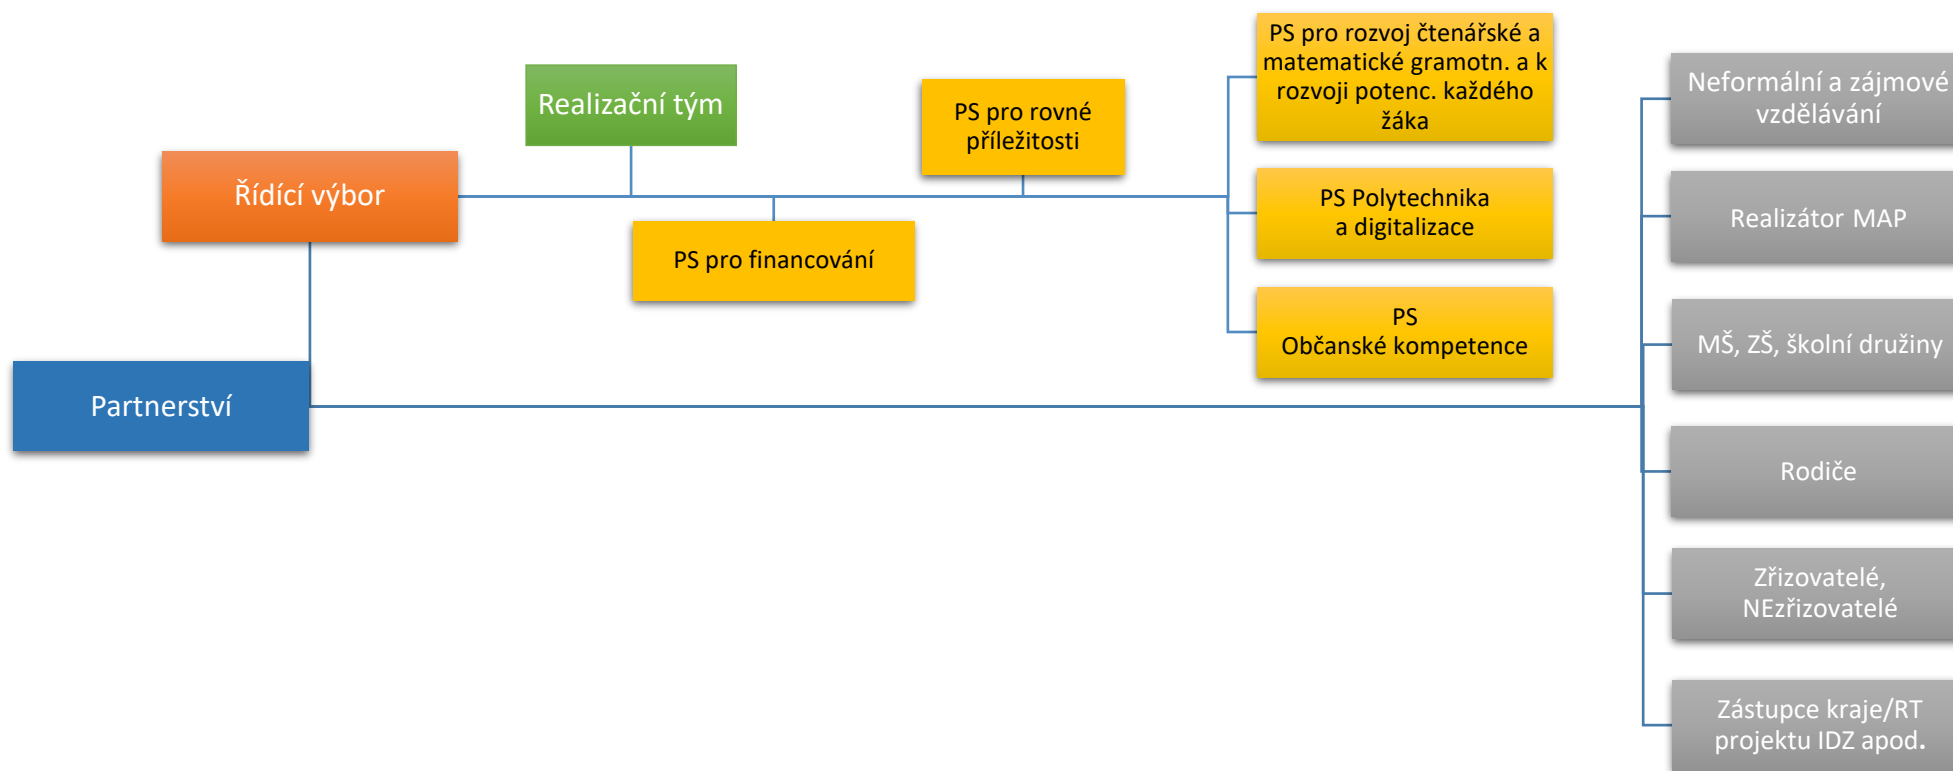 PS pro rozvoj čtenářské a
matematické gramotn. a k
rozvoji potenc. každého
žáka
Realizační tým
PS pro rovné
příležitosti
Řídící výbor
PS pro financování
PS Polytechnika
a digitalizace
PS
Občanské kompetence
Partnerství
Neformální a zájmové
vzdělávání
Realizátor MAP
MŠ, ZŠ, školní družiny
Rodiče
Zřizovatelé,
NEzřizovatelé
Zástupce kraje/RT
projektu IDZ apod.